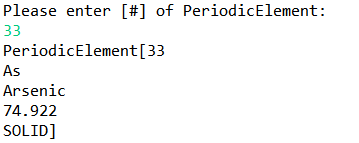 Please enter [#] of PeriodicElement:
33
PeriodicElement[33
As
Arsenic
74.922
SOLID]